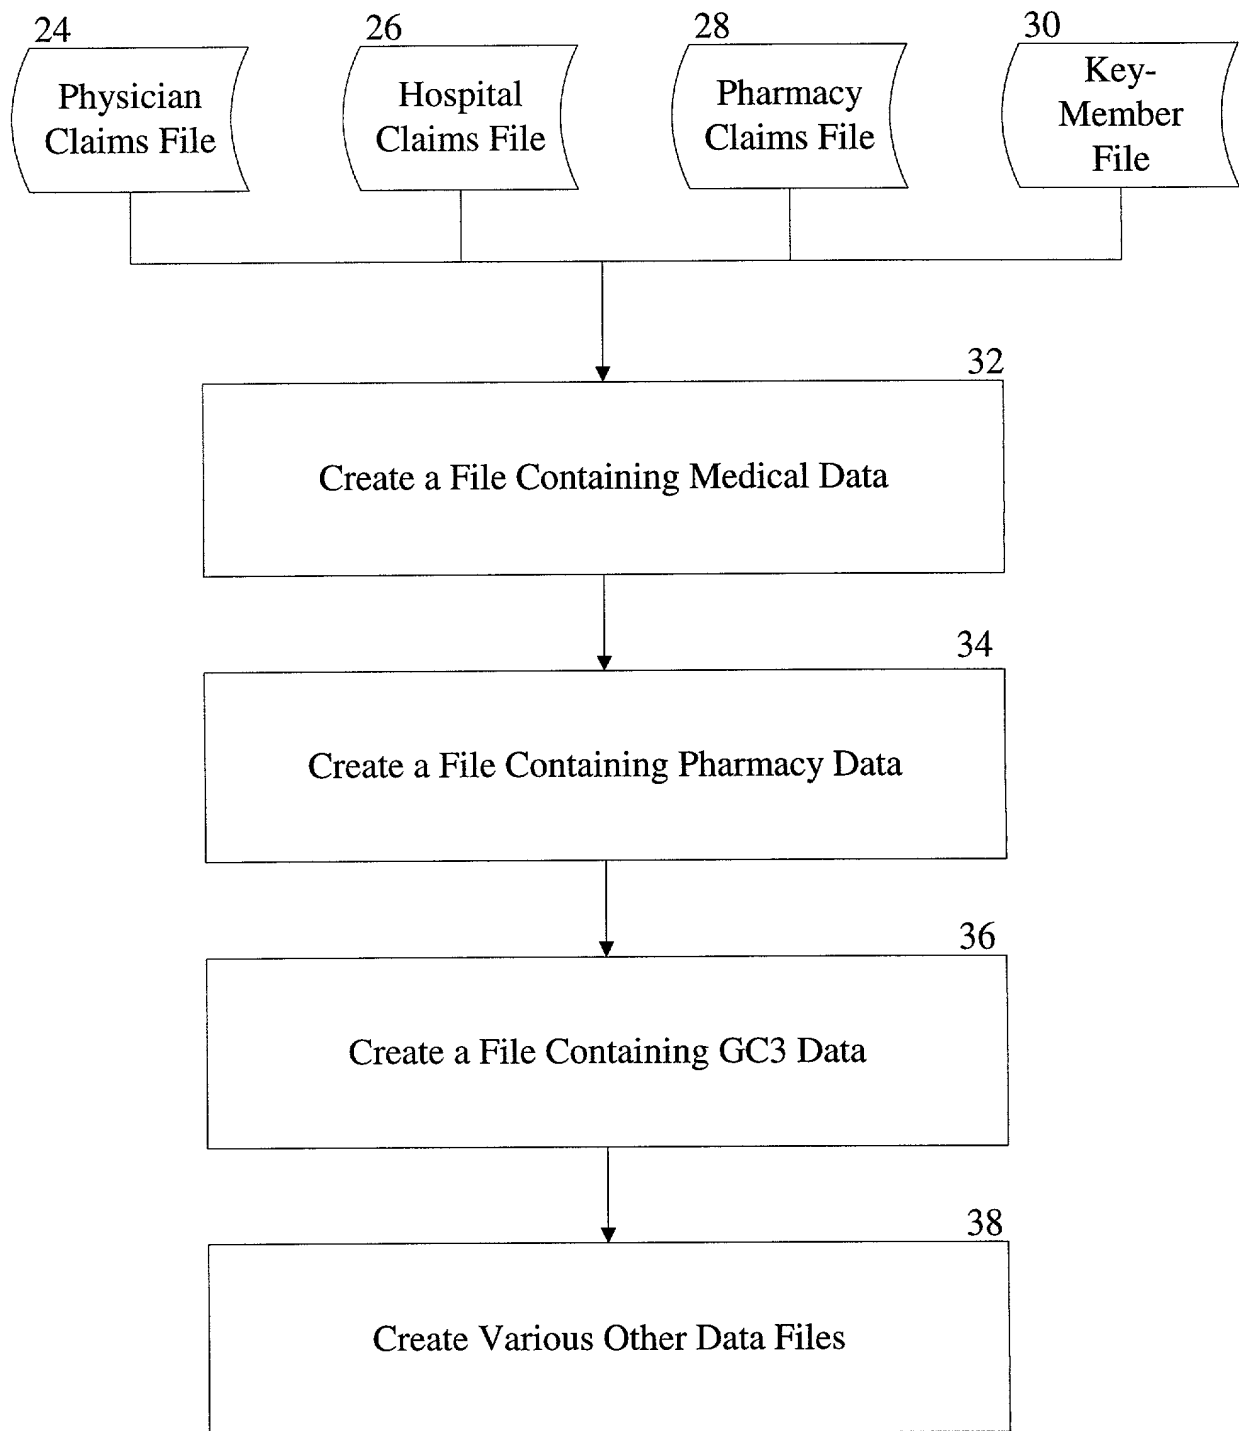 24
26
28
30
Physician
Claims File
Hospital
Claims File
Pharmacy
Claims File
Key-
Member
File
32
Create a File Containing Medical Data
34
Create a File Containing Pharmacy Data
36
Create a File Containing GC3 Data
38
Create Various Other Data Files